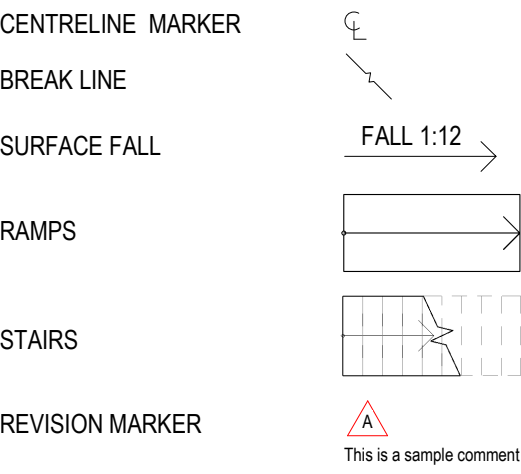 CENTRELINE MARKER ℄
BREAK LINE
SURFACE FALL FALL 1:12
RAMPS
STAIRS
REVISION MARKER A
This is a sample comment